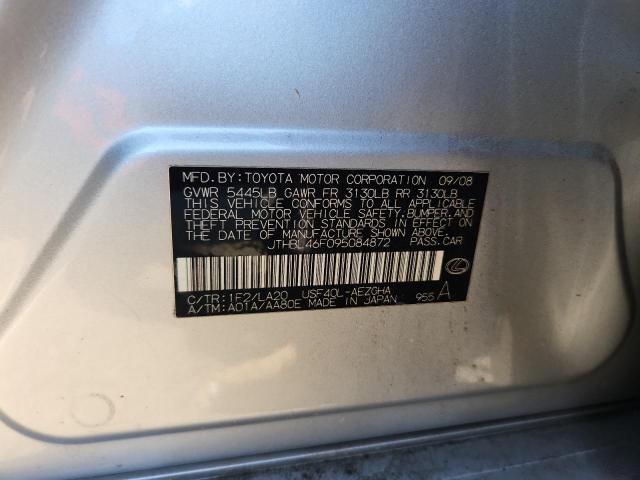 MFD.BY:TOYOTA MOTOR CORPORATION 09/08
GVWR 5445LB GAWR FR 3130LB RR 3130LB
THIS VEHICLE CONFORMS TO ALL APPLICABLE
FEDERAL MOTOR VEHICLE SAFETY,BUMPER,AND
THEFT PREVENTION STANDARDS IN EFFECT ON
THE DATE OF MANUFACTURE SHOWN ABOVE.
JTHBL46F095084872 PASS.CAR
C/TR:1F2/LA20 USF40L-AEZGHA
A/TM:A01A/AA80E MADE IN JAPAN 955 A